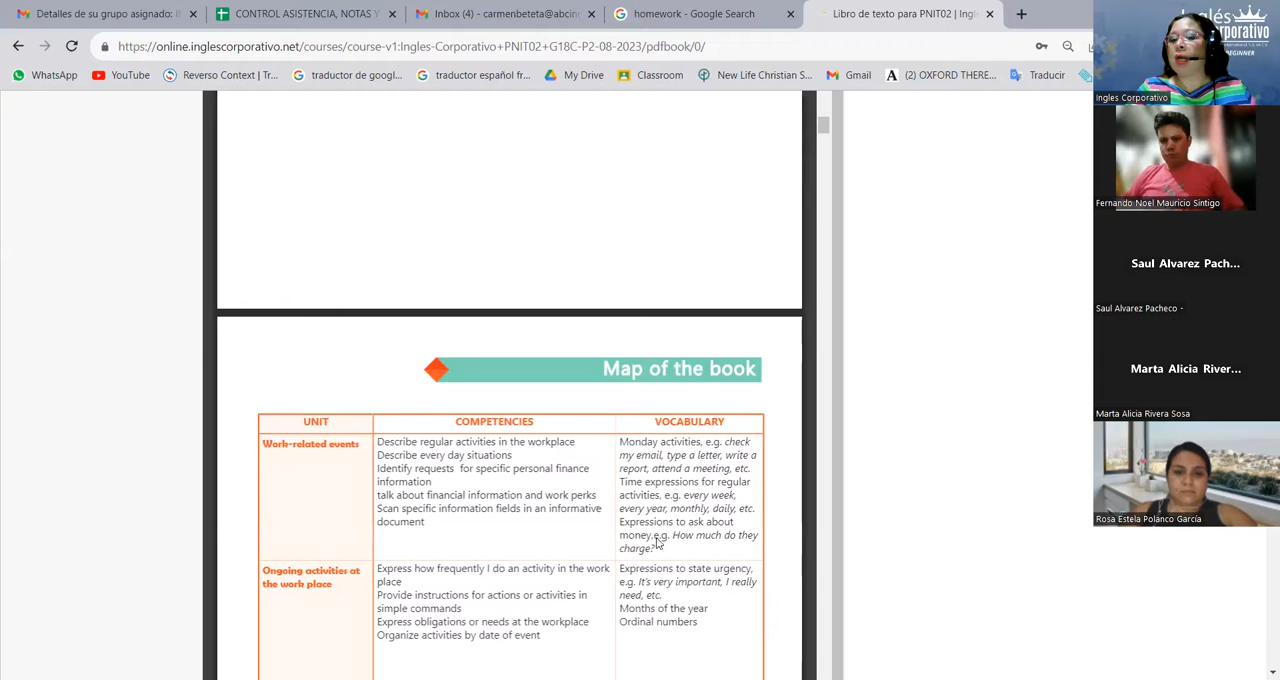 Detalles de su grupo asignado: I
CONTROL ASISTENCIA, NOTAS Y
Inbox (4) - carmenbeteta@abcin
homework - Google Search
Libro de texto para PNIT02 | Ingl
https://online.inglescorporativo.net/courses/course-v1:Ingles-Corporativo+PNIT02+G18C-P2-08-2023/pdfbook/0/
WhatsApp
YouTube
Reverso Context | Tr...
traductor de googl...
traductor español fr...
My Drive
Classroom
New Life Christian S...
Gmail
(2) OXFORD THERE...
Traducir
Map of the book
UNIT
COMPETENCIES
VOCABULARY
Work-related events
Describe regular activities in the workplace
Describe every day situations
Identify requests for specific personal finance
information
talk about financial information and work perks
Scan specific information fields in an informative
document
Monday activities, e.g. check
my email, type a letter, write a
report, attend a meeting, etc.
Time expressions for regular
activities, e.g. every week,
every year, monthly, daily, etc.
Expressions to ask about
money,e.g. How much do they
charge?
Ongoing activities at
the work place
Express how frequently I do an activity in the work
place
Provide instructions for actions or activities in
simple commands
Express obligations or needs at the workplace
Organize activities by date of event
Expressions to state urgency,
e.g. It's very important, I really
need, etc.
Months of the year
Ordinal numbers
Inglés
Corporativo
Ingles Corporativo
Fernando Noel Mauricio Sintigo
Saul Alvarez Pach...
Saul Alvarez Pacheco -
Marta Alicia River...
Marta Alicia Rivera Sosa
Rosa Estela Polanco García